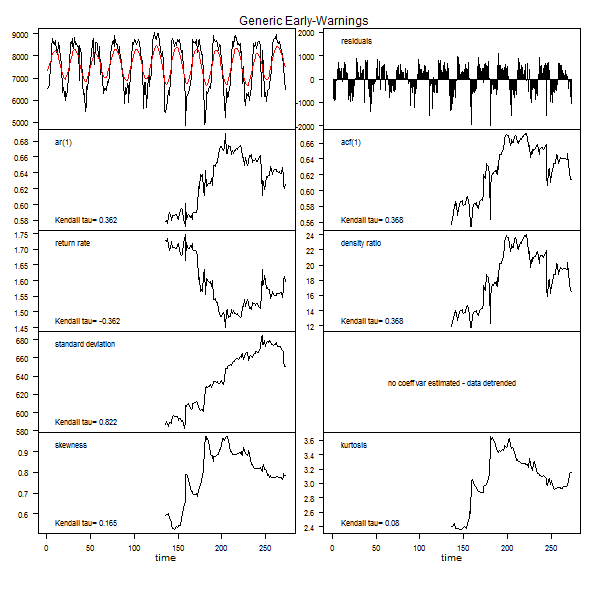 Generic Early-Warnings
9000
8000
7000
6000
5000
residuals
2000
1000
0
-1000
-2000
ar(1)
0.68
0.66
0.64
0.62
0.60
0.58
Kendall tau= 0.362
acf(1)
0.66
0.64
0.62
0.60
0.58
0.56
Kendall tau= 0.368
return rate
1.75
1.70
1.65
1.60
1.55
1.50
1.45
Kendall tau= -0.362
density ratio
24
22
20
18
16
14
12
Kendall tau= 0.368
standard deviation
680
660
640
620
600
580
Kendall tau= 0.822
no coeff var estimated - data detrended
skewness
0.9
0.8
0.7
0.6
Kendall tau= 0.165
kurtosis
3.6
3.4
3.2
3.0
2.8
2.6
2.4
Kendall tau= 0.08
0 50 100 150 200 250
time
0 50 100 150 200 250
time